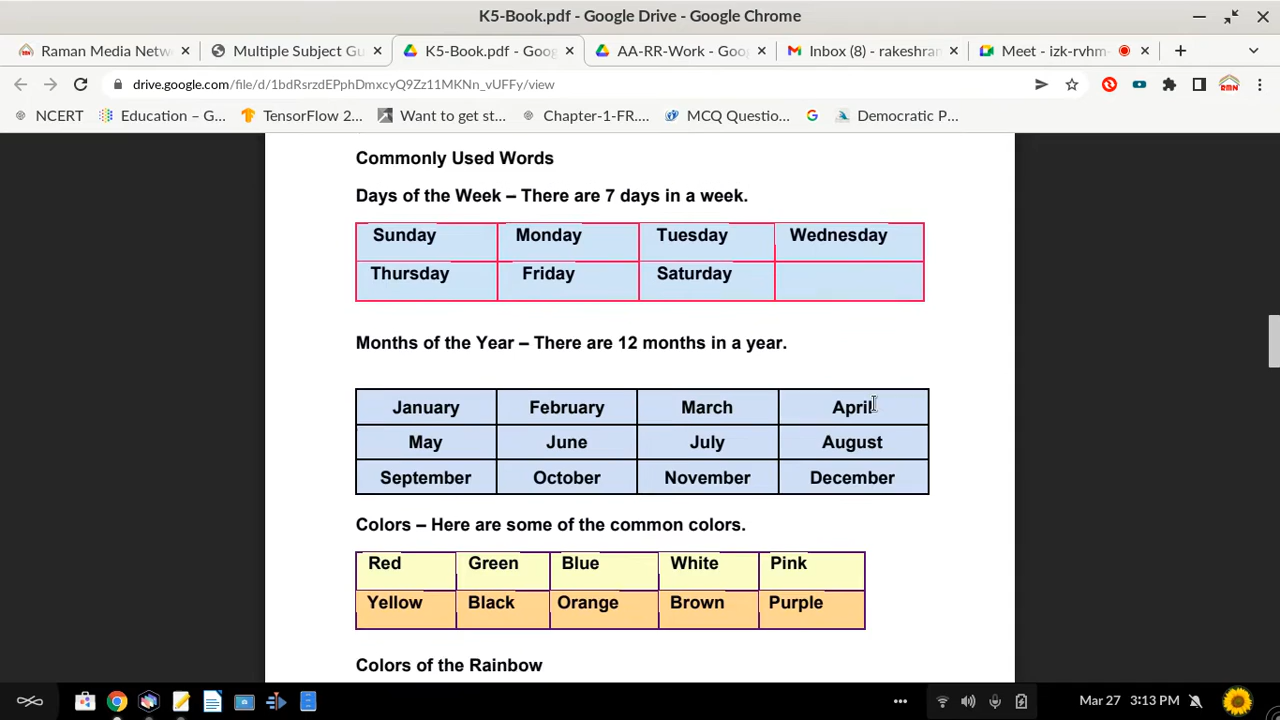 K5-Book.pdf - Google Drive - Google Chrome
Raman Media Netw
Multiple Subject Gu
K5-Book.pdf - Goog
AA-RR-Work - Goo
Inbox (8) - rakeshran
Meet - izk-rvhm-
drive.google.com/file/d/1bdRsrzdEPphDmxcyQ9Zz11MKNn_vUFFy/view
NCERT
Education – G...
TensorFlow 2...
Want to get st...
Chapter-1-FR....
MCQ Questio...
Democratic P...
Commonly Used Words
Days of the Week – There are 7 days in a week.
Sunday Monday Tuesday Wednesday
Thursday Friday Saturday
Months of the Year – There are 12 months in a year.
January February March April
May June July August
September October November December
Colors – Here are some of the common colors.
Red Green Blue White Pink
Yellow Black Orange Brown Purple
Colors of the Rainbow
Mar 27 3:13 PM